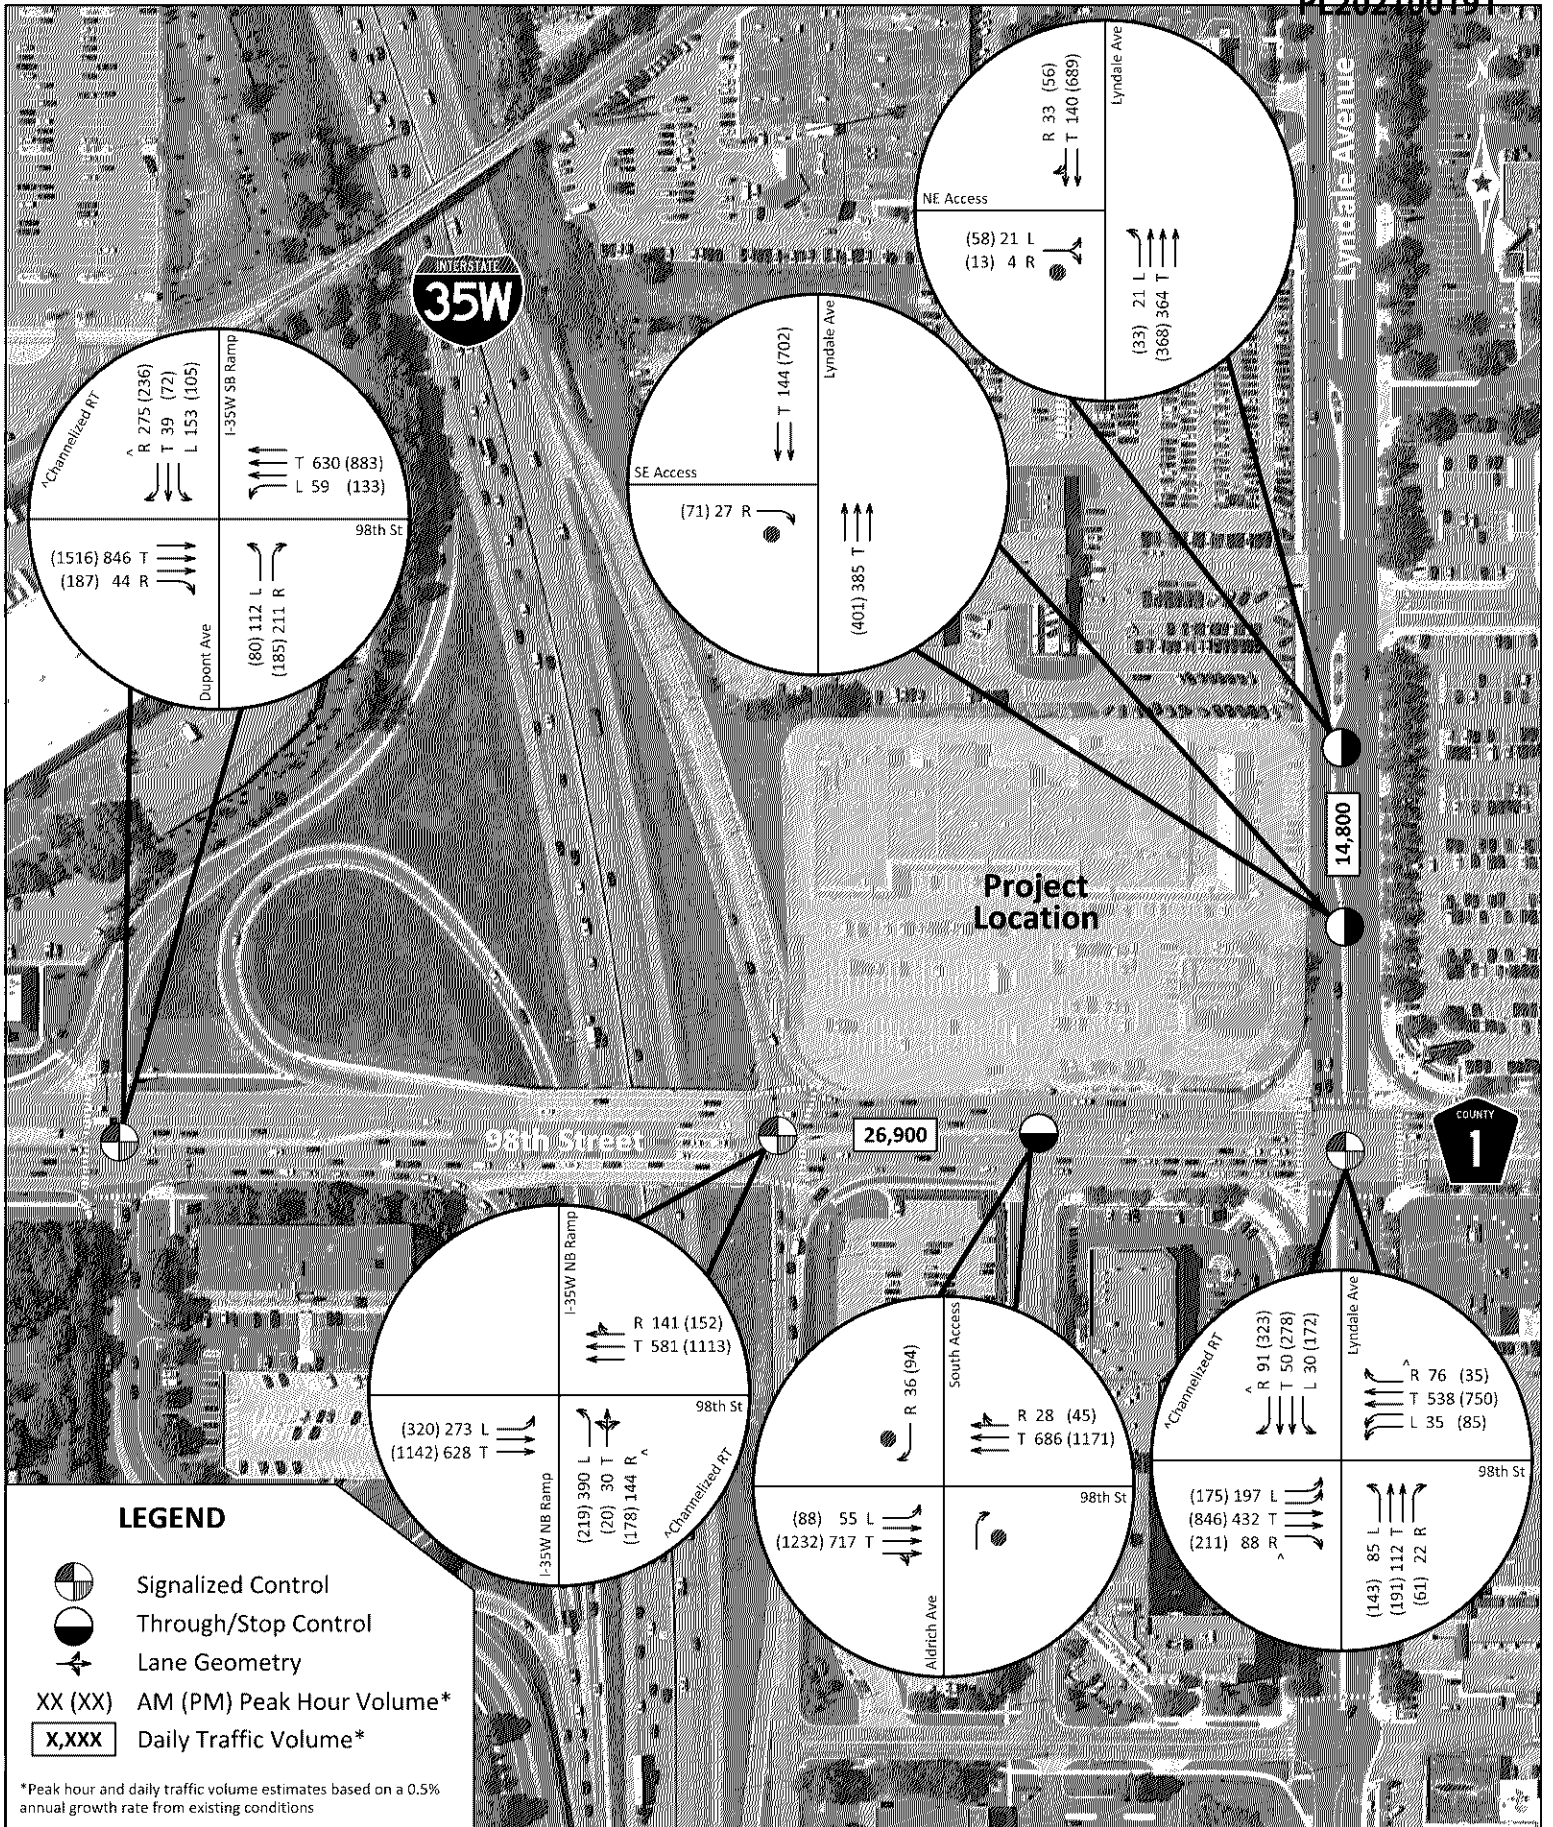 PL202100191
Lyndale Ave
R 33 (56)
T 140 (689)
NE Access
(58) 21 L
(13) 4 R
(33) 21 L
(368) 364 T
Lyndale Avenue
INTERSTATE
35W
Lyndale Ave
T 144 (702)
SE Access
(71) 27 R
(401) 385 T
^Channelized RT
^
R 275 (236)
T 39 (72)
L 153 (105)
I-35W SB Ramp
T 630 (883)
L 59 (133)
98th St
(1516) 846 T
(187) 44 R
Dupont Ave
(80) 112 L
(185) 211 R
14,800
Project
Location
98th Street
26,900
COUNTY
1
I-35W NB Ramp
R 141 (152)
T 581 (1113)
98th St
(320) 273 L
(1142) 628 T
I-35W NB Ramp
(219) 390 L
(20) 30 T
(178) 144 R
^
^Channelized RT
R 36 (94)
South Access
R 28 (45)
T 686 (1171)
98th St
(88) 55 L
(1232) 717 T
Aldrich Ave
^Channelized RT
^
R 91 (323)
T 50 (278)
L 30 (172)
Lyndale Ave
^
R 76 (35)
T 538 (750)
L 35 (85)
98th St
(175) 197 L
(846) 432 T
(211) 88 R
^
(143) 85 L
(191) 112 T
(61) 22 R
LEGEND
Signalized Control
Through/Stop Control
Lane Geometry
XX (XX) AM (PM) Peak Hour Volume*
X,XXX Daily Traffic Volume*
*Peak hour and daily traffic volume estimates based on a 0.5%
annual growth rate from existing conditions